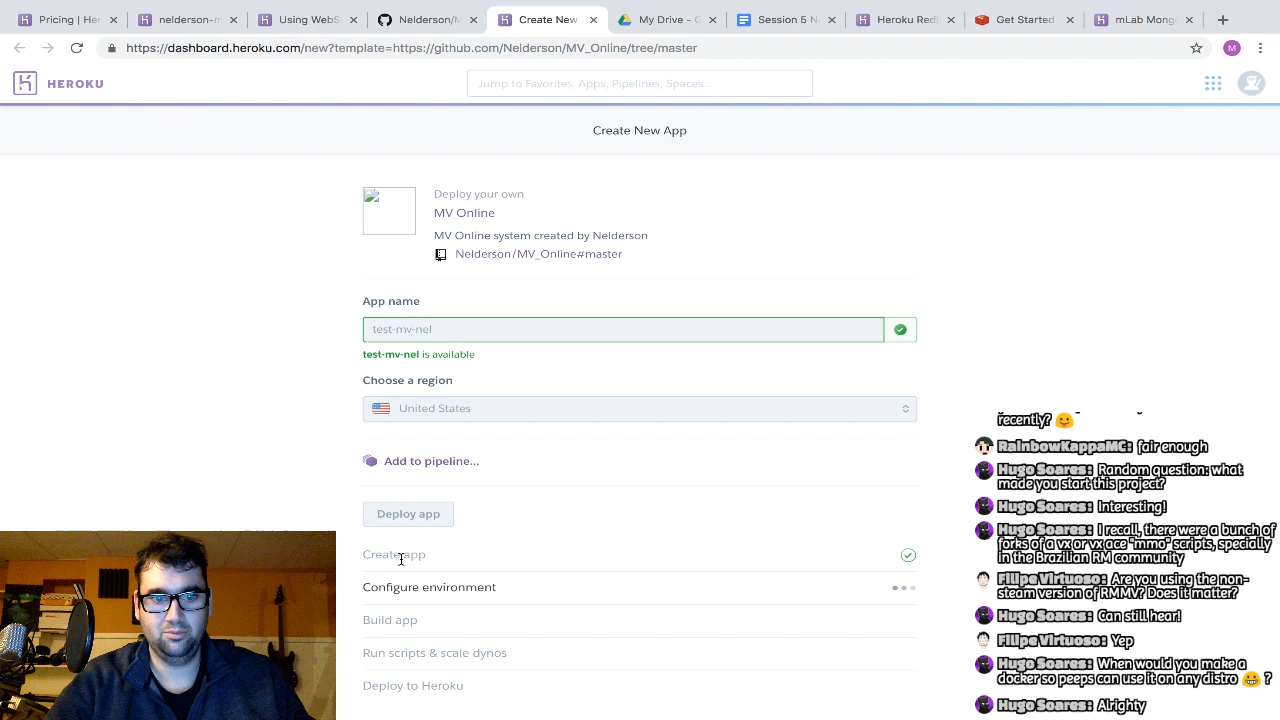 Pricing | Her
nelderson-m
Using WebS
Nelderson/M
Create New
My Drive - G
Session 5 N
Heroku Redi
Get Started
mLab Mong
https://dashboard.heroku.com/new?template=https://github.com/Nelderson/MV_Online/tree/master
M
HEROKU
Jump to Favorites, Apps, Pipelines, Spaces...
Create New App
Deploy your own
MV Online
MV Online system created by Nelderson
Nelderson/MV_Online#master
App name
test-mv-nel
test-mv-nel is available
Choose a region
United States
Add to pipeline...
Deploy app
Create app
Configure environment
Build app
Run scripts & scale dynos
Deploy to Heroku
recently? 😃
RainbowKappaMC: fair enough
Hugo Soares: Random question: what
made you start this project?
Hugo Soares: Interesting!
Hugo Soares: I recall, there were a bunch of
forks of a vx or vx ace "mmo" scripts, specially
in the Brazilian RM community
Filipe Virtuoso: Are you using the non-
steam version of RMMV? Does it matter?
Hugo Soares: Can still hear!
Filipe Virtuoso: Yep
Hugo Soares: When would you make a
docker so peeps can use it on any distro 😀 ?
Hugo Soares: Alrighty